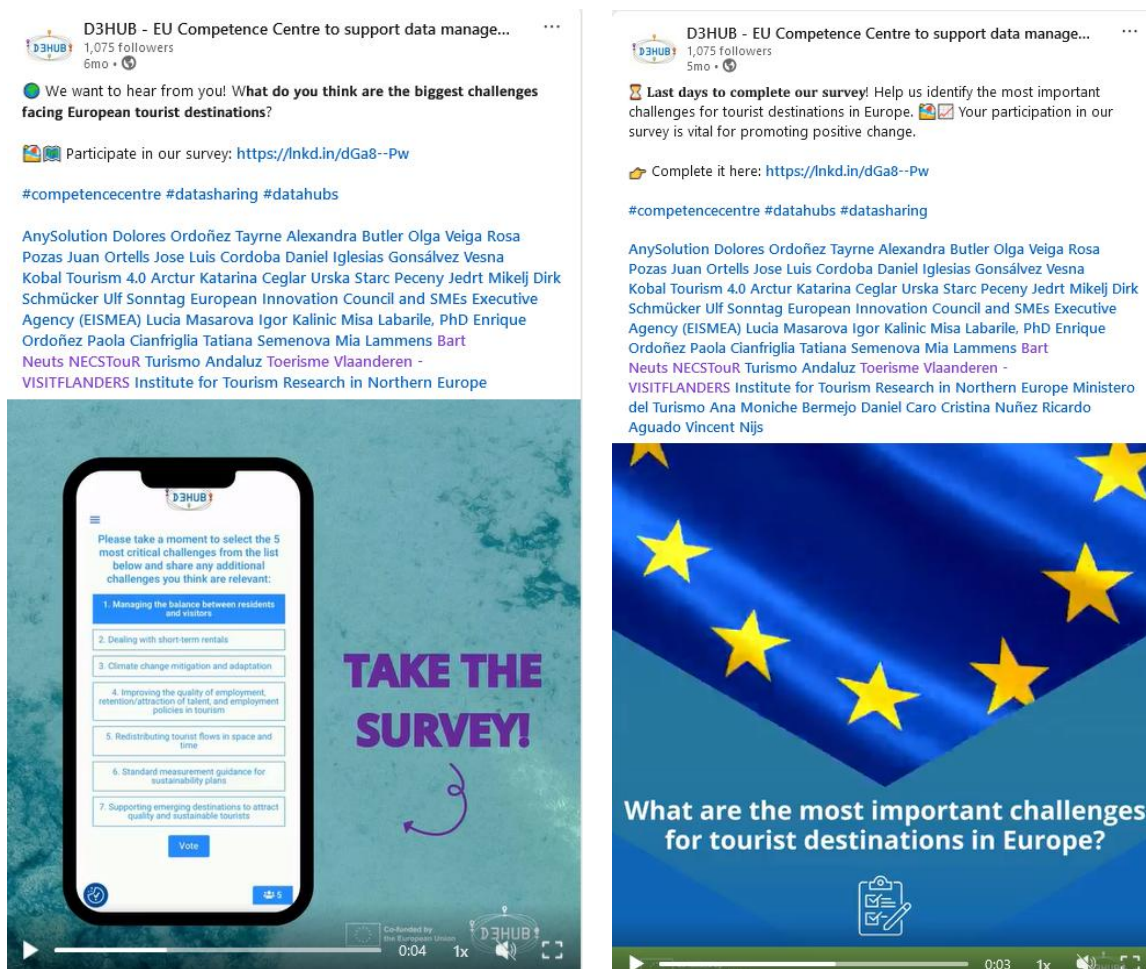 D3HUB - EU Competence Centre to support data manage...
1,075 followers
6mo •
We want to hear from you! What do you think are the biggest challenges
facing European tourist destinations?
Participate in our survey: https://lnkd.in/dGa8--Pw
#competencecentre #datasharing #datahubs
AnySolution Dolores Ordoñez Tayrne Alexandra Butler Olga Veiga Rosa
Pozas Juan Ortells Jose Luis Cordoba Daniel Iglesias Gonsálvez Vesna
Kobal Tourism 4.0 Arctur Katarina Ceglar Urska Starc Peceny Jedrt Mikelj Dirk
Schmücker Ulf Sonntag European Innovation Council and SMEs Executive
Agency (EISMEA) Lucia Masarova Igor Kalinic Misa Labarile, PhD Enrique
Ordoñez Paola Cianfriglia Tatiana Semenova Mia Lammens Bart
Neuts NECSTouR Turismo Andaluz Toerisme Vlaanderen -
VISITFLANDERS Institute for Tourism Research in Northern Europe
D3HUB
Please take a moment to select the 5
most critical challenges from the list
below and share any additional
challenges you think are relevant:
1. Managing the balance between residents
and visitors
2. Dealing with short-term rentals
3. Climate change mitigation and adaptation
4. Improving the quality of employment,
retention/attraction of talent, and employment
policies in tourism
5. Redistributing tourist flows in space and
time
6. Standard measurement guidance for
sustainability plans
7. Supporting emerging destinations to attract
quality and sustainable tourists
Vote
5
TAKE THE
SURVEY!
Co-funded by
the European Union
D3HUB
0:04 1x
D3HUB
D3HUB - EU Competence Centre to support data manage...
1,075 followers
5mo •
Last days to complete our survey! Help us identify the most important
challenges for tourist destinations in Europe. Your participation in our
survey is vital for promoting positive change.
Complete it here: https://lnkd.in/dGa8--Pw
#competencecentre #datahubs #datasharing
AnySolution Dolores Ordoñez Tayrne Alexandra Butler Olga Veiga Rosa
Pozas Juan Ortells Jose Luis Cordoba Daniel Iglesias Gonsálvez Vesna
Kobal Tourism 4.0 Arctur Katarina Ceglar Urska Starc Peceny Jedrt Mikelj Dirk
Schmücker Ulf Sonntag European Innovation Council and SMEs Executive
Agency (EISMEA) Lucia Masarova Igor Kalinic Misa Labarile, PhD Enrique
Ordoñez Paola Cianfriglia Tatiana Semenova Mia Lammens Bart
Neuts NECSTouR Turismo Andaluz Toerisme Vlaanderen -
VISITFLANDERS Institute for Tourism Research in Northern Europe Ministero
del Turismo Ana Moniche Bermejo Daniel Caro Cristina Nuñez Ricardo
Aguado Vincent Nijs
What are the most important challenges
for tourist destinations in Europe?
0:03 1x